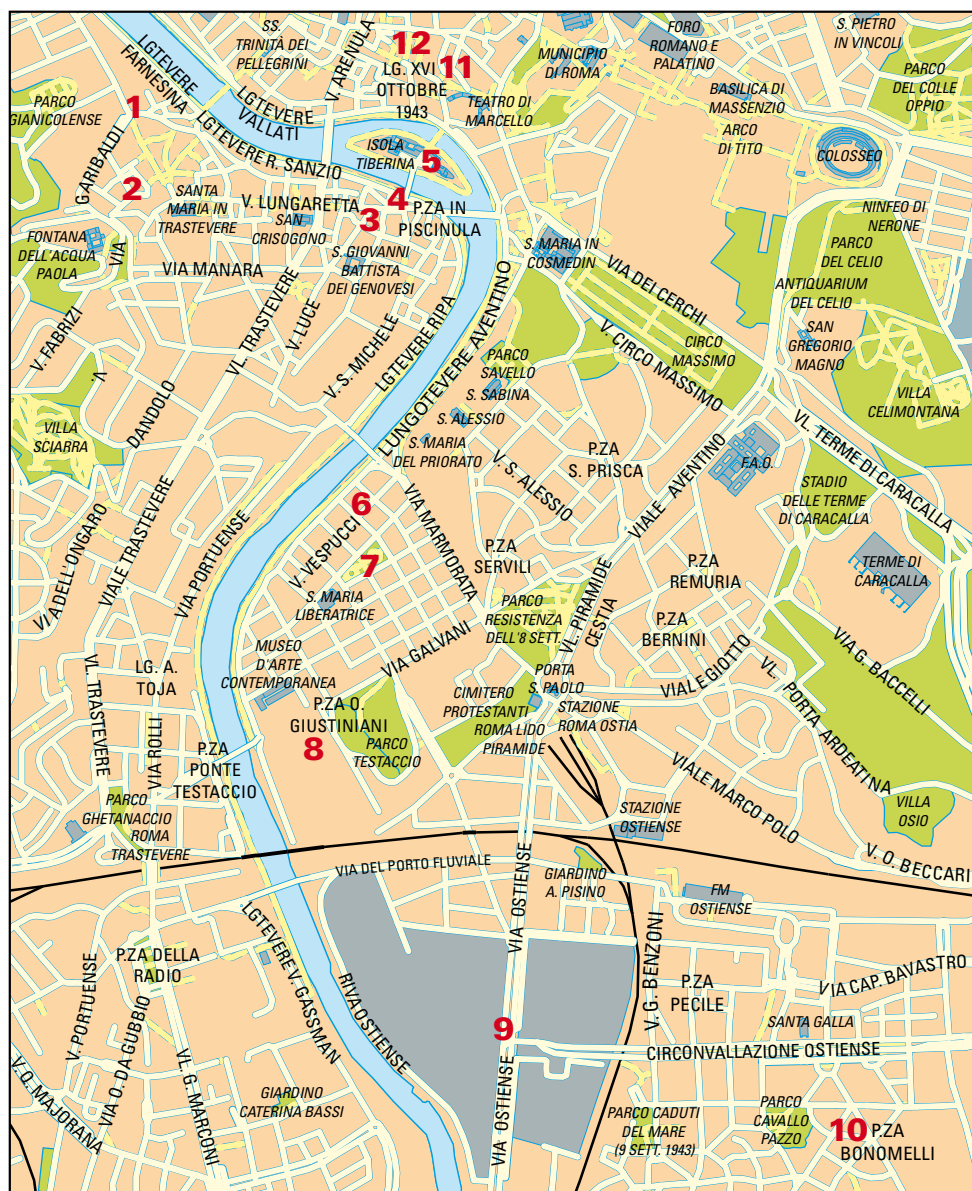 LGTEVERE
FARNESINA
SS.
TRINITÀ DEI
PELLEGRINI
V. ARENULA
12
LG. XVI
OTTOBRE
1943
11
MUNICIPIO
DI ROMA
FORO
ROMANO E
PALATINO
S. PIETRO
IN VINCOLI
PARCO
GIANICOLENSE
1
LGTEVERE
VALLATI
TEATRO DI
MARCELLO
BASILICA DI
MASSENZIO
PARCO
DEL COLLE
OPPIO
ARCO
DI TITO
COLOSSEO
GARIBALDI
LGTEVERE R. SANZIO
ISOLA
TIBERINA
5
2
SANTA
MARIA IN
TRASTEVERE
V. LUNGARETTA
SAN
CRISOGONO
3
4
P.ZA IN
PISCINULA
NINFEO DI
NERONE
FONTANA
DELL'ACQUA
PAOLA
VIA
VIA MANARA
S. GIOVANNI
BATTISTA
DEI GENOVESI
S. MARIA IN
COSMEDIN
VIA DEI CERCHI
PARCO
DEL CELIO
ANTIQUARIUM
DEL CELIO
V. FABRIZI
VL. TRASTEVERE
V. LUCE
V. S. MICHELE
LGTEVERE RIPA
LUNGOTEVERE AVENTINO
PARCO
SAVELLO
S. SABINA
V. CIRCO MASSIMO
CIRCO
MASSIMO
SAN
GREGORIO
MAGNO
VILLA
CELIMONTANA
V.
DANDOLO
VILLA
SCIARRA
S. ALESSIO
S. MARIA
DEL PRIORATO
V. S. ALESSIO
P.ZA
S. PRISCA
VIALE AVENTINO
F.A.O.
VL. TERME DI CARACALLA
STADIO
DELLE TERME
DI CARACALLA
VIA DELL'ONGARO
VIALE TRASTEVERE
VIA PORTUENSE
6
V. VESPUCCI
7
VIA MARMORATA
P.ZA
SERVILI
P.ZA
REMURIA
TERME DI
CARACALLA
S. MARIA
LIBERATRICE
PARCO
RESISTENZA
DELL'8 SETT.
VL. PIRAMIDE
CESTIA
P.ZA
BERNINI
MUSEO
D'ARTE
CONTEMPORANEA
VIA GALVANI
VIALE GIOTTO
VIA G. BACCELLI
LG. A.
TOJA
VL. TRASTEVERE
VIA ROLLI
P.ZA O.
GIUSTINIANI
8
PARCO
TESTACCIO
CIMITERO
PROTESTANTI
ROMA LIDO
PIRAMIDE
PORTA
S. PAOLO
STAZIONE
ROMA OSTIA
VL. PORTA ARDEATINA
P.ZA
PONTE
TESTACCIO
VIALE MARCO POLO
PARCO
GHETANACCIO
ROMA
TRASTEVERE
STAZIONE
OSTIENSE
VILLA
OSIO
V. O. BECCARI
VIA DEL PORTO FLUVIALE
VIA OSTIENSE
GIARDINO
A. PISINO
FM
OSTIENSE
P.ZA DELLA
RADIO
LGTEVERE V. GASSMAN
RIVA OSTIENSE
V. G. BENZONI
P.ZA
PECILE
VIA CAP. BAVASTRO
V. PORTUENSE
9
SANTA GALLA
CIRCONVALLAZIONE OSTIENSE
V. Q. MAJORANA
VIA O. DA GUBBIO
VL. G. MARCONI
GIARDINO
CATERINA BASSI
VIA OSTIENSE
PARCO CADUTI
DEL MARE
(9 SETT. 1943)
PARCO
CAVALLO
PAZZO
10
P.ZA
BONOMELLI